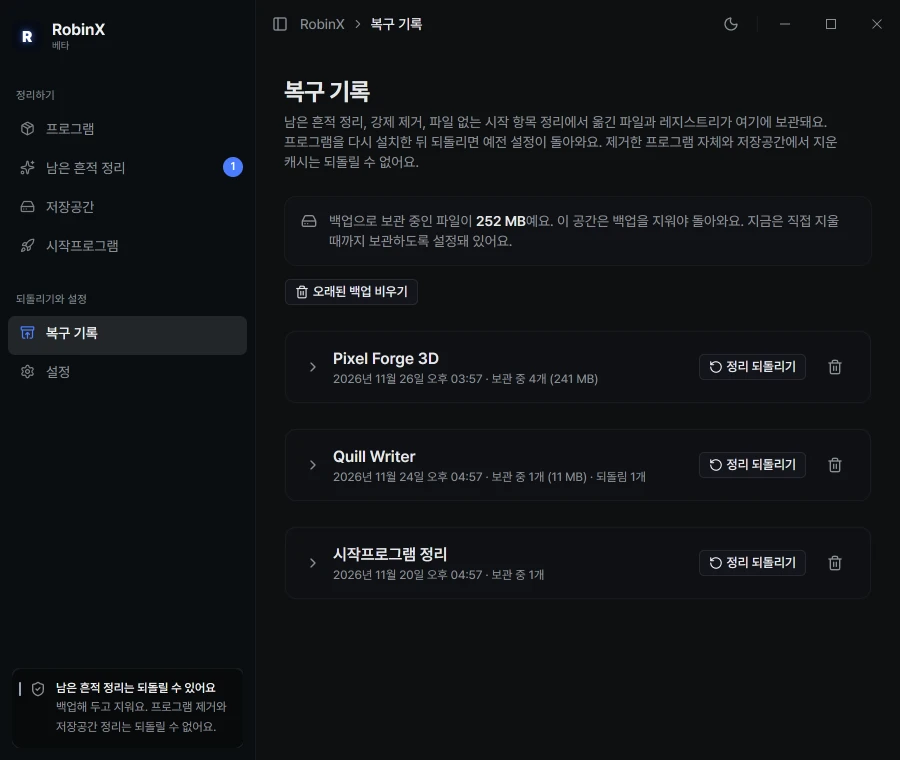 R
RobinX
베타
정리하기
프로그램
남은 흔적 정리
1
저장공간
시작프로그램
되돌리기와 설정
복구 기록
설정
남은 흔적 정리는 되돌릴 수 있어요
백업해 두고 지워요. 프로그램 제거와
저장공간 정리는 되돌릴 수 없어요.
RobinX > 복구 기록
복구 기록
남은 흔적 정리, 강제 제거, 파일 없는 시작 항목 정리에서 옮긴 파일과 레지스트리가 여기에 보관돼요.
프로그램을 다시 설치한 뒤 되돌리면 예전 설정이 돌아와요. 제거한 프로그램 자체와 저장공간에서 지운
캐시는 되돌릴 수 없어요.
백업으로 보관 중인 파일이 252 MB예요. 이 공간은 백업을 지워야 돌아와요. 지금은 직접 지울
때까지 보관하도록 설정돼 있어요.
오래된 백업 비우기
Pixel Forge 3D
2026년 11월 26일 오후 03:57 · 보관 중 4개 (241 MB)
정리 되돌리기
Quill Writer
2026년 11월 24일 오후 04:57 · 보관 중 1개 (11 MB) · 되돌림 1개
정리 되돌리기
시작프로그램 정리
2026년 11월 20일 오후 04:57 · 보관 중 1개
정리 되돌리기